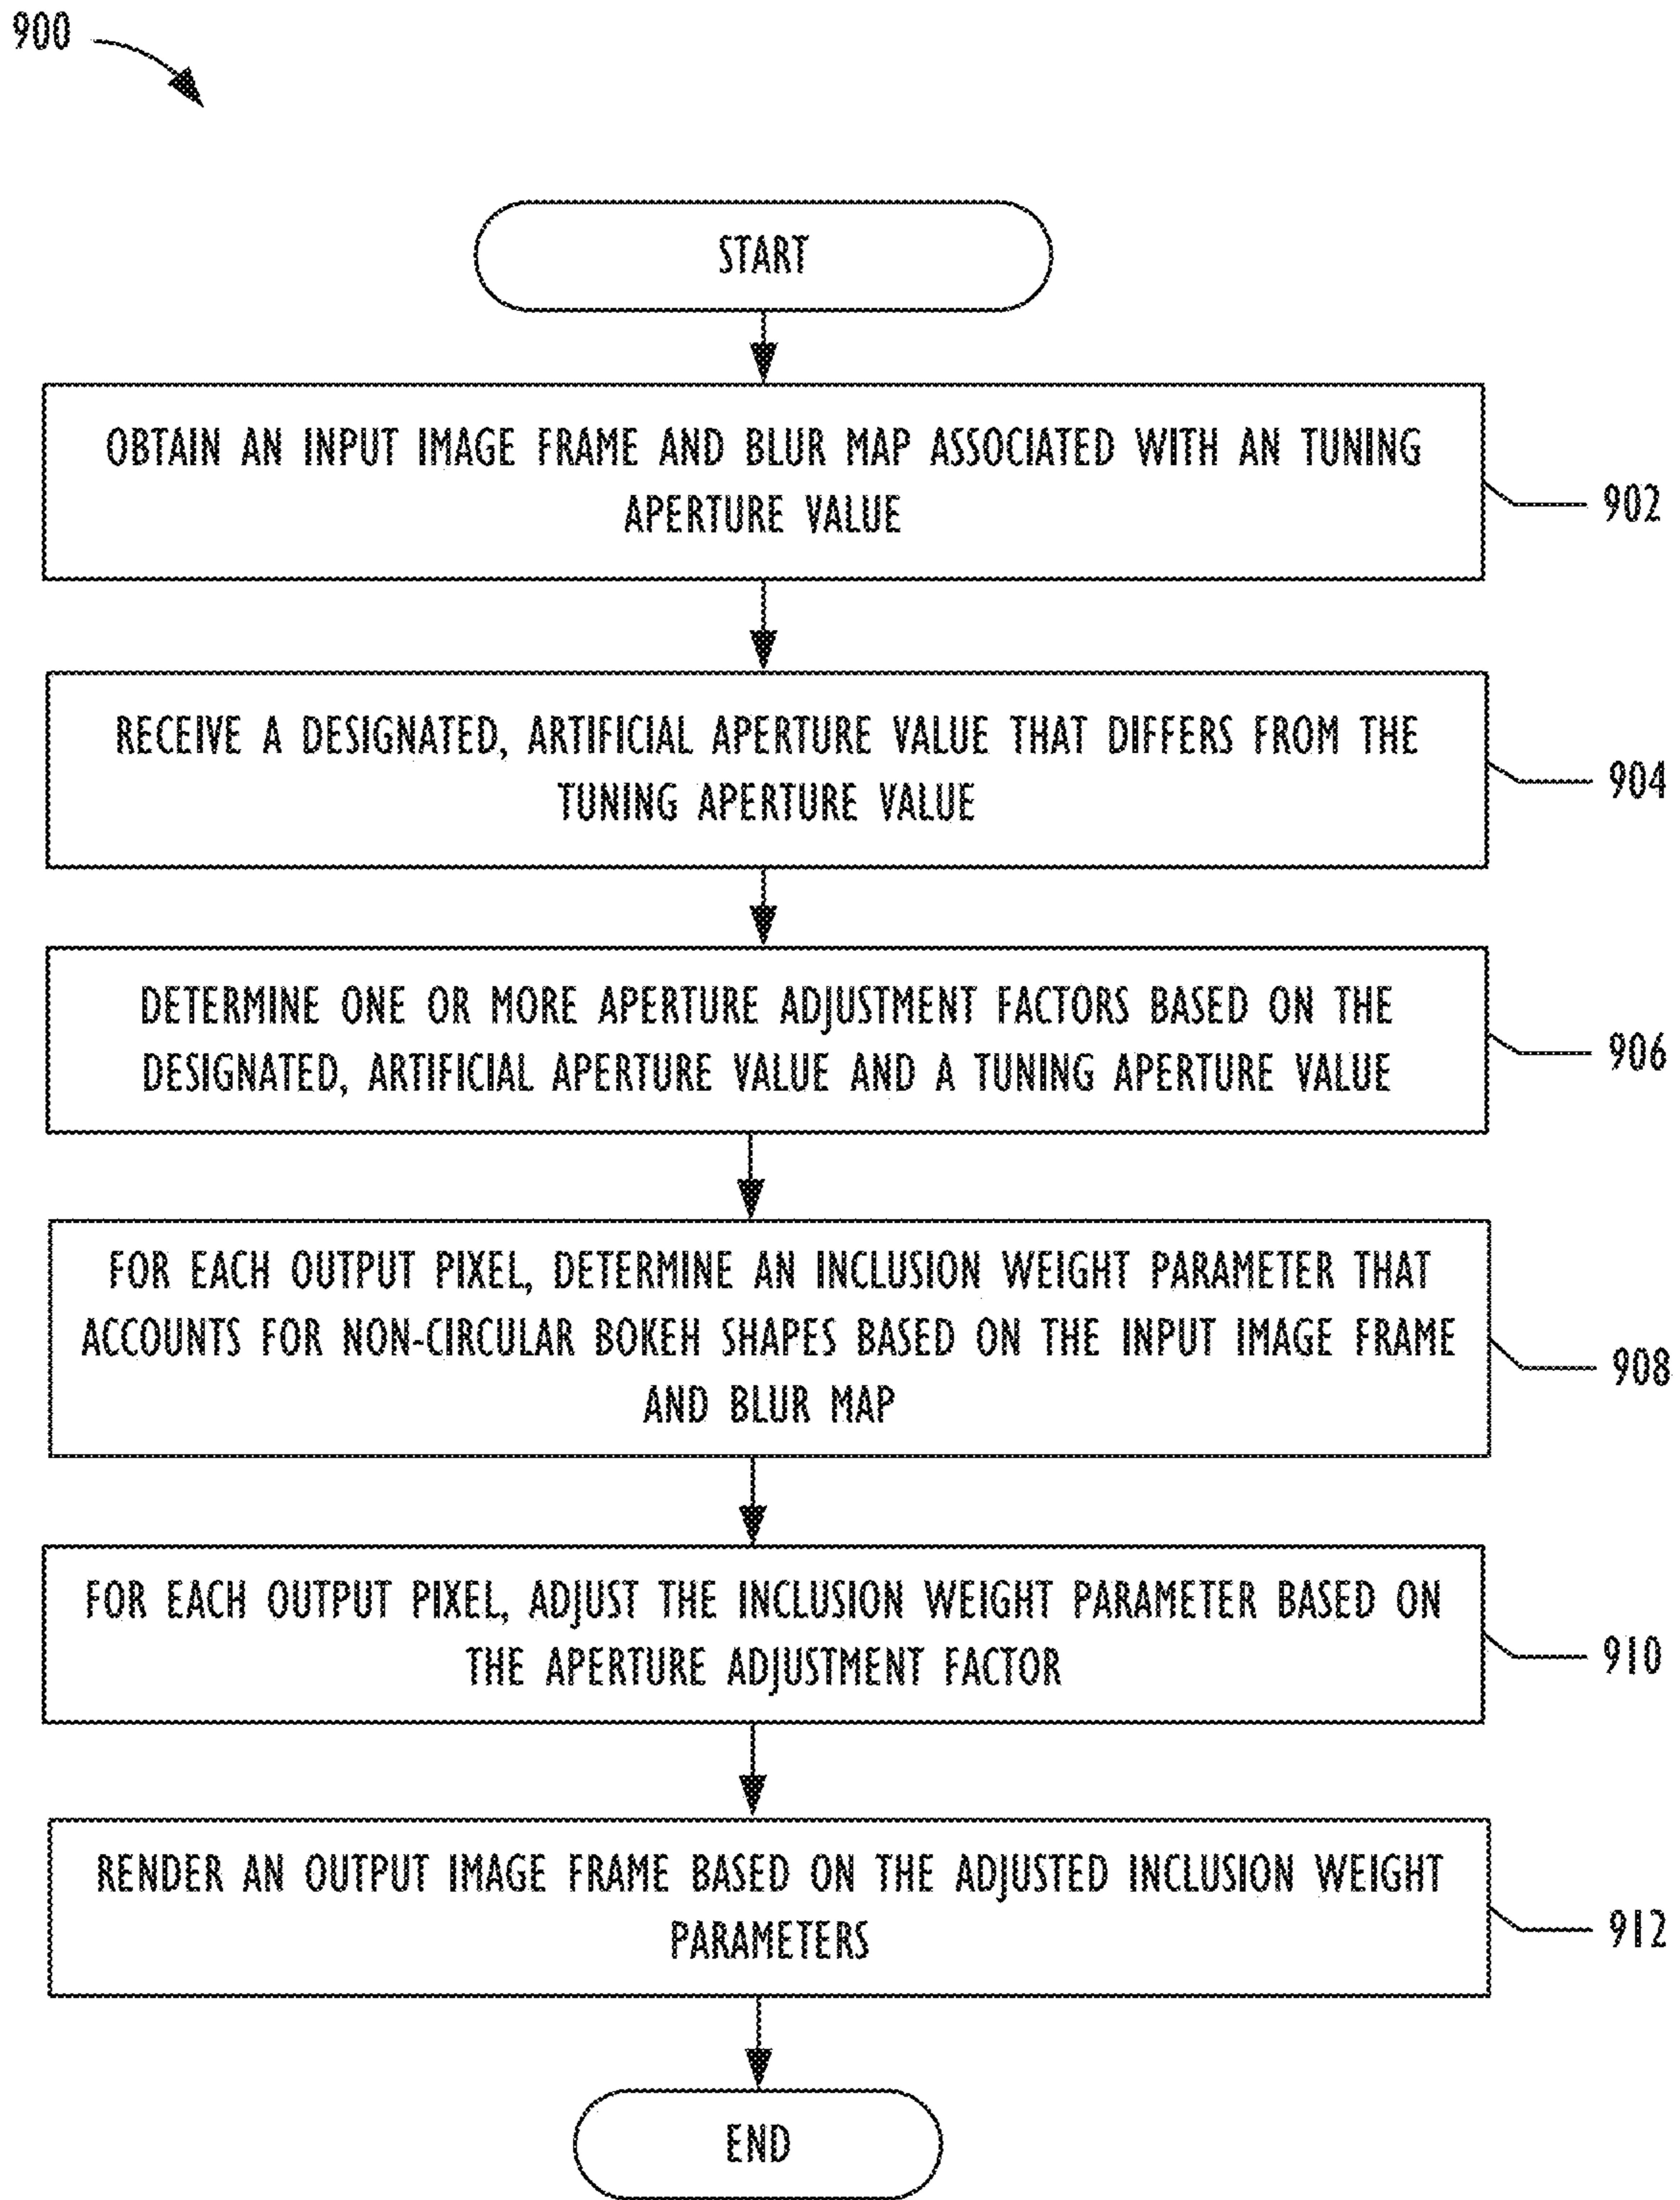 900
START
OBTAIN AN INPUT IMAGE FRAME AND BLUR MAP ASSOCIATED WITH AN TUNING
APERTURE VALUE
902
RECEIVE A DESIGNATED, ARTIFICIAL APERTURE VALUE THAT DIFFERS FROM THE
TUNING APERTURE VALUE
904
DETERMINE ONE OR MORE APERTURE ADJUSTMENT FACTORS BASED ON THE
DESIGNATED, ARTIFICIAL APERTURE VALUE AND A TUNING APERTURE VALUE
906
FOR EACH OUTPUT PIXEL, DETERMINE AN INCLUSION WEIGHT PARAMETER THAT
ACCOUNTS FOR NON-CIRCULAR BOKEH SHAPES BASED ON THE INPUT IMAGE FRAME
AND BLUR MAP
908
FOR EACH OUTPUT PIXEL, ADJUST THE INCLUSION WEIGHT PARAMETER BASED ON
THE APERTURE ADJUSTMENT FACTOR
910
RENDER AN OUTPUT IMAGE FRAME BASED ON THE ADJUSTED INCLUSION WEIGHT
PARAMETERS
912
END